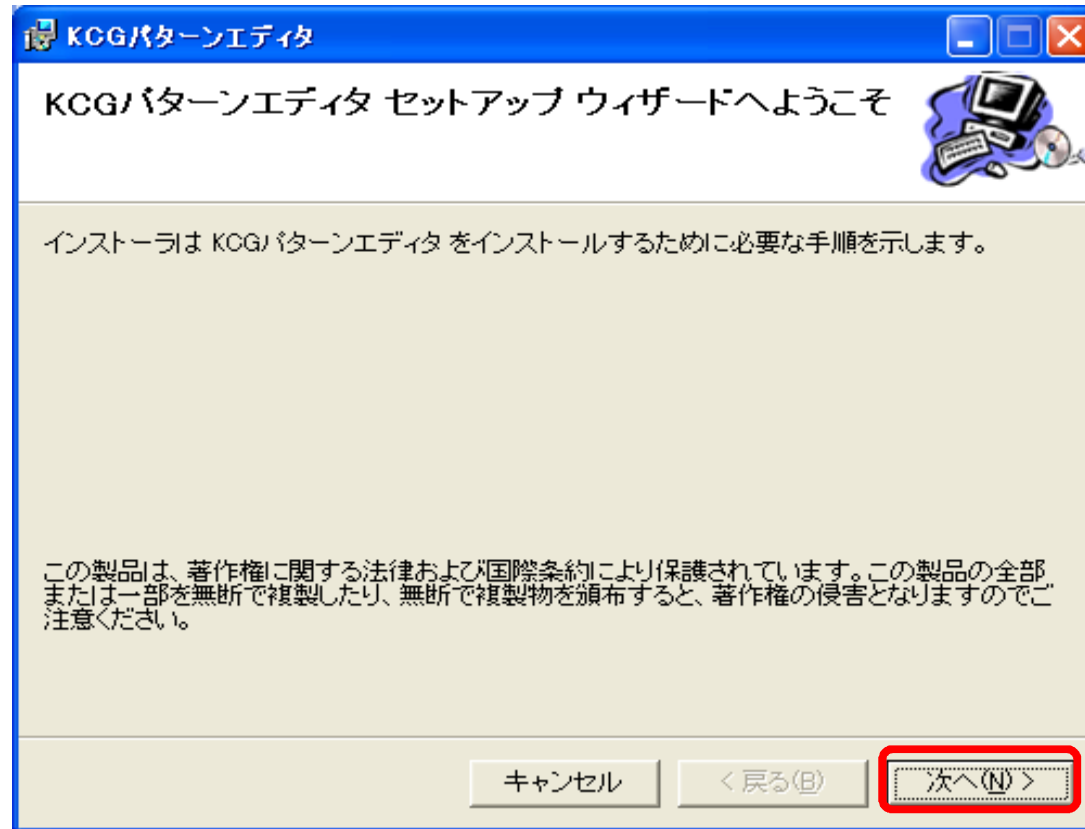 KCGパターンエディタ
KCGパターンエディタ セットアップ ウィザードへようこそ
インストーラは KCGパターンエディタ をインストールするために必要な手順を示します。
この製品は、著作権に関する法律および国際条約により保護されています。この製品の全部
または一部を無断で複製したり、無断で複製物を頒布すると、著作権の侵害となりますのでご
注意ください。
キャンセル
< 戻る(B)
次へ(N) >